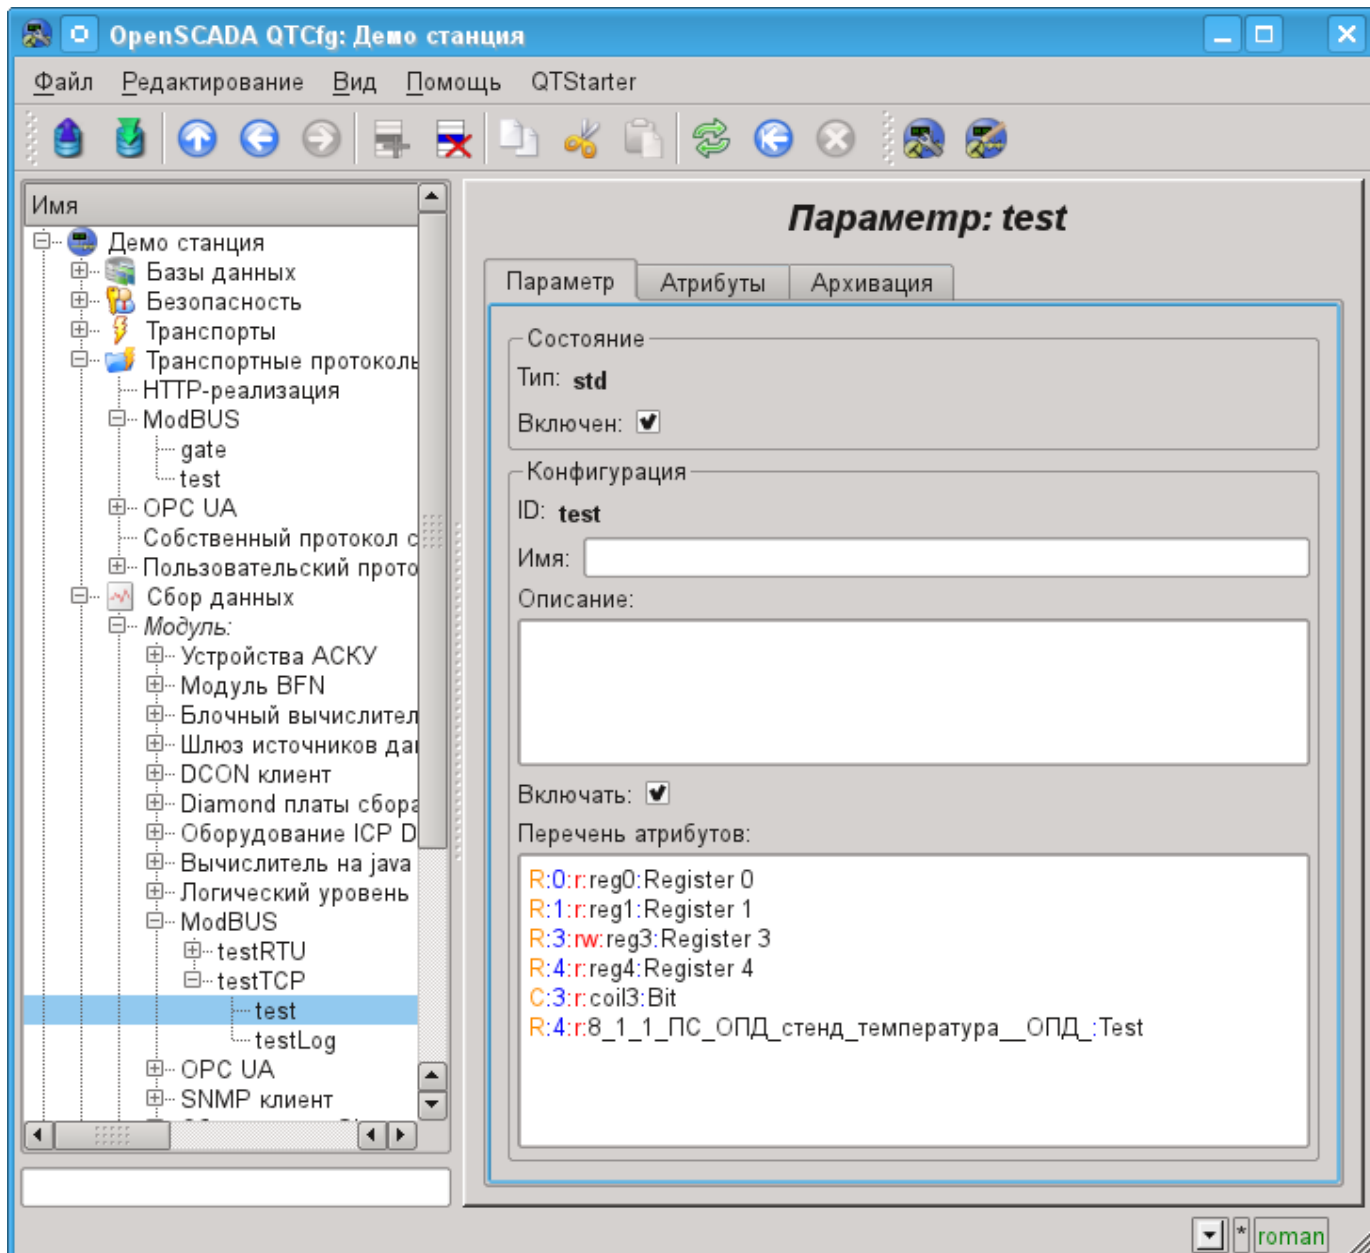 OpenSCADA QTCfg: Демо станция
Файл Редактирование Вид Помощь QTStarter
Имя
Демо станция
Базы данных
Безопасность
Транспорты
Транспортные протоколы
HTTP-реализация
ModBUS
gate
test
OPC UA
Собственный протокол с
Пользовательский прото
Сбор данных
Модуль:
Устройства АСКУ
Модуль BFN
Блочный вычислител
Шлюз источников да
DCON клиент
Diamond платы сбора
Оборудование ICP D
Вычислитель на java
Логический уровень
ModBUS
testRTU
testTCP
test
testLog
OPC UA
SNMP клиент
Параметр: test
Параметр Атрибуты Архивация
Состояние
Тип: std
Включен:
Конфигурация
ID: test
Имя:
Описание:
Включать:
Перечень атрибутов:
R:0:r:reg0:Register 0
R:1:r:reg1:Register 1
R:3:rw:reg3:Register 3
R:4:r:reg4:Register 4
C:3:r:coil3:Bit
R:4:r:8_1_1_ПС_ОПД_стенд_температура__ОПД_:Test
* roman